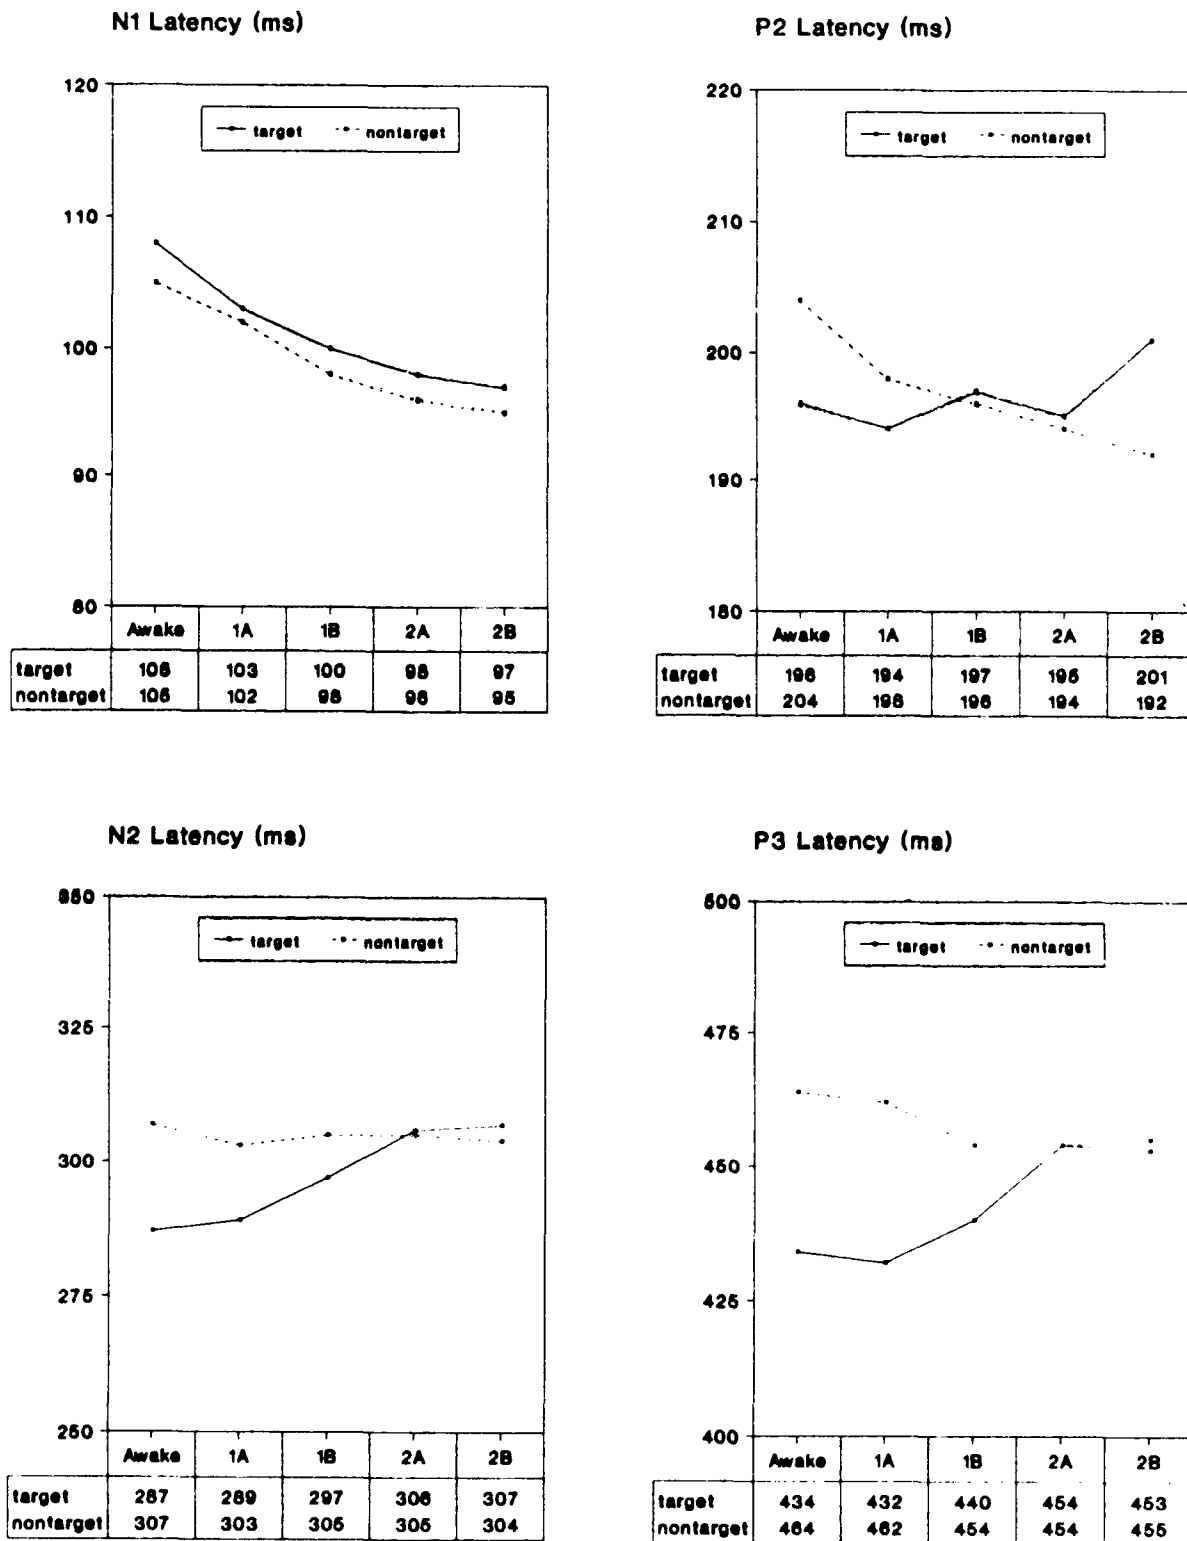 N1 Latency (ms)
120
target nontarget
110
100
90
80
Awake 1A 1B 2A 2B
target 108 103 100 98 97
nontarget 105 102 98 96 95
P2 Latency (ms)
220
target nontarget
210
200
190
180
Awake 1A 1B 2A 2B
target 196 194 197 195 201
nontarget 204 198 196 194 192
N2 Latency (ms)
350
target nontarget
325
300
275
250
Awake 1A 1B 2A 2B
target 287 289 297 306 307
nontarget 307 303 305 305 304
P3 Latency (ms)
500
target nontarget
475
450
425
400
Awake 1A 1B 2A 2B
target 434 432 440 454 453
nontarget 464 462 454 454 455